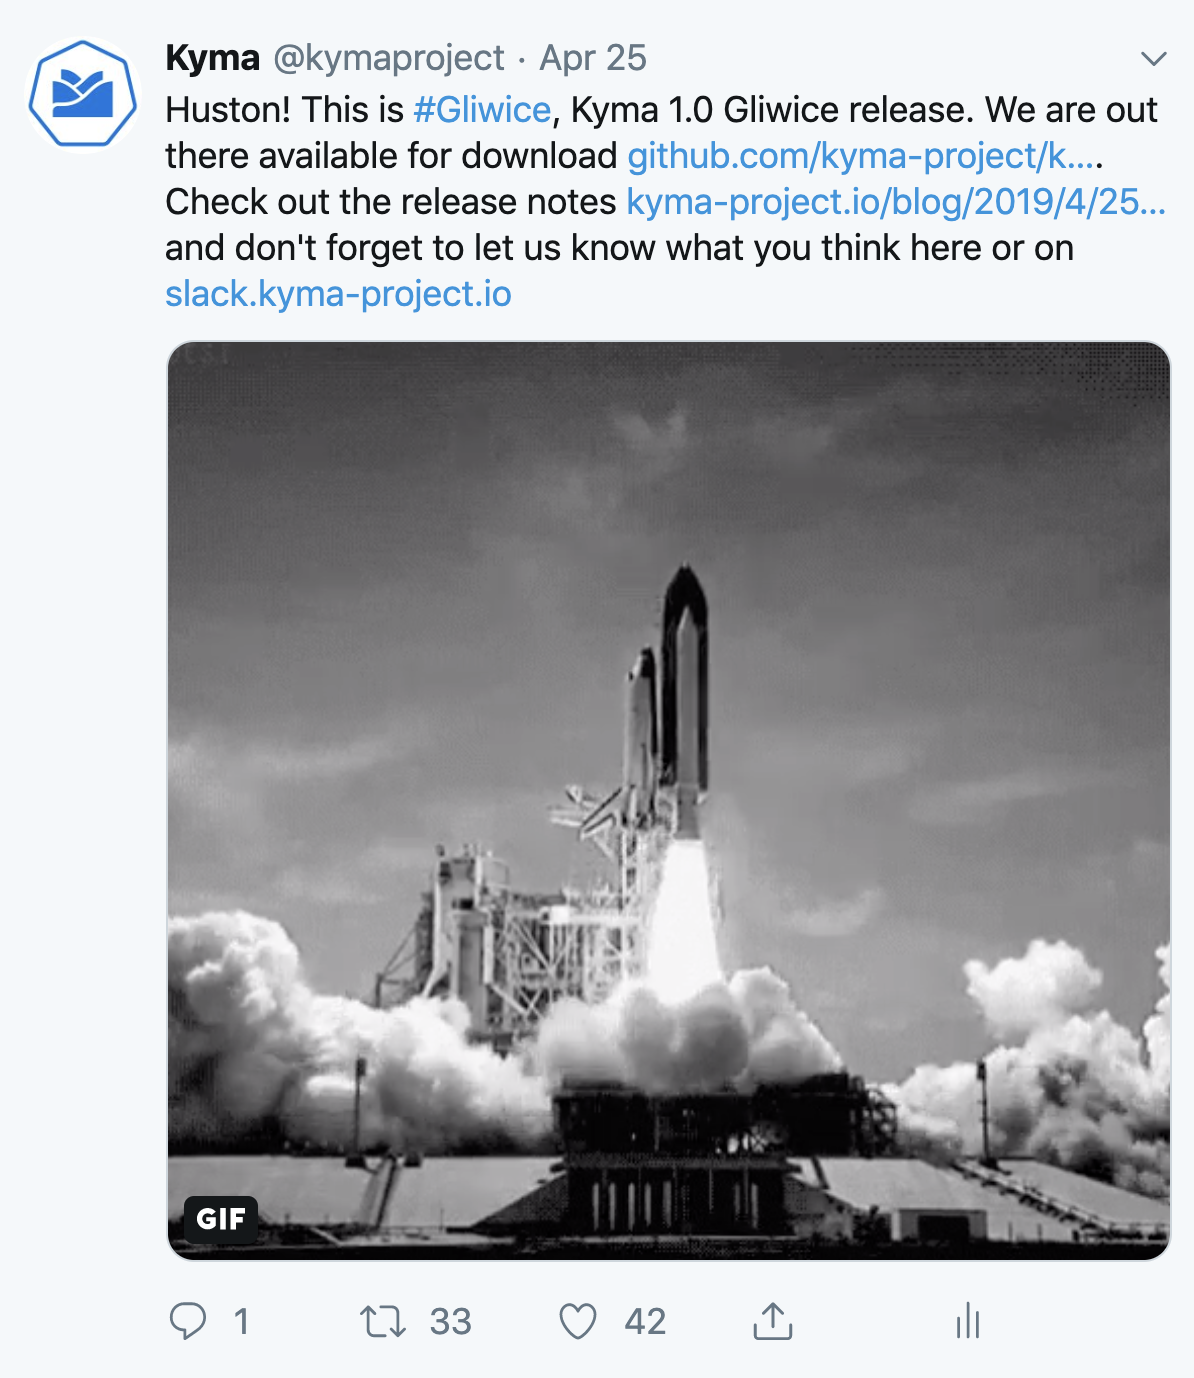 Kyma @kymaproject · Apr 25
Huston! This is #Gliwice, Kyma 1.0 Gliwice release. We are out
there available for download github.com/kyma-project/k....
Check out the release notes kyma-project.io/blog/2019/4/25...
and don't forget to let us know what you think here or on
slack.kyma-project.io
GIF
1 33 42